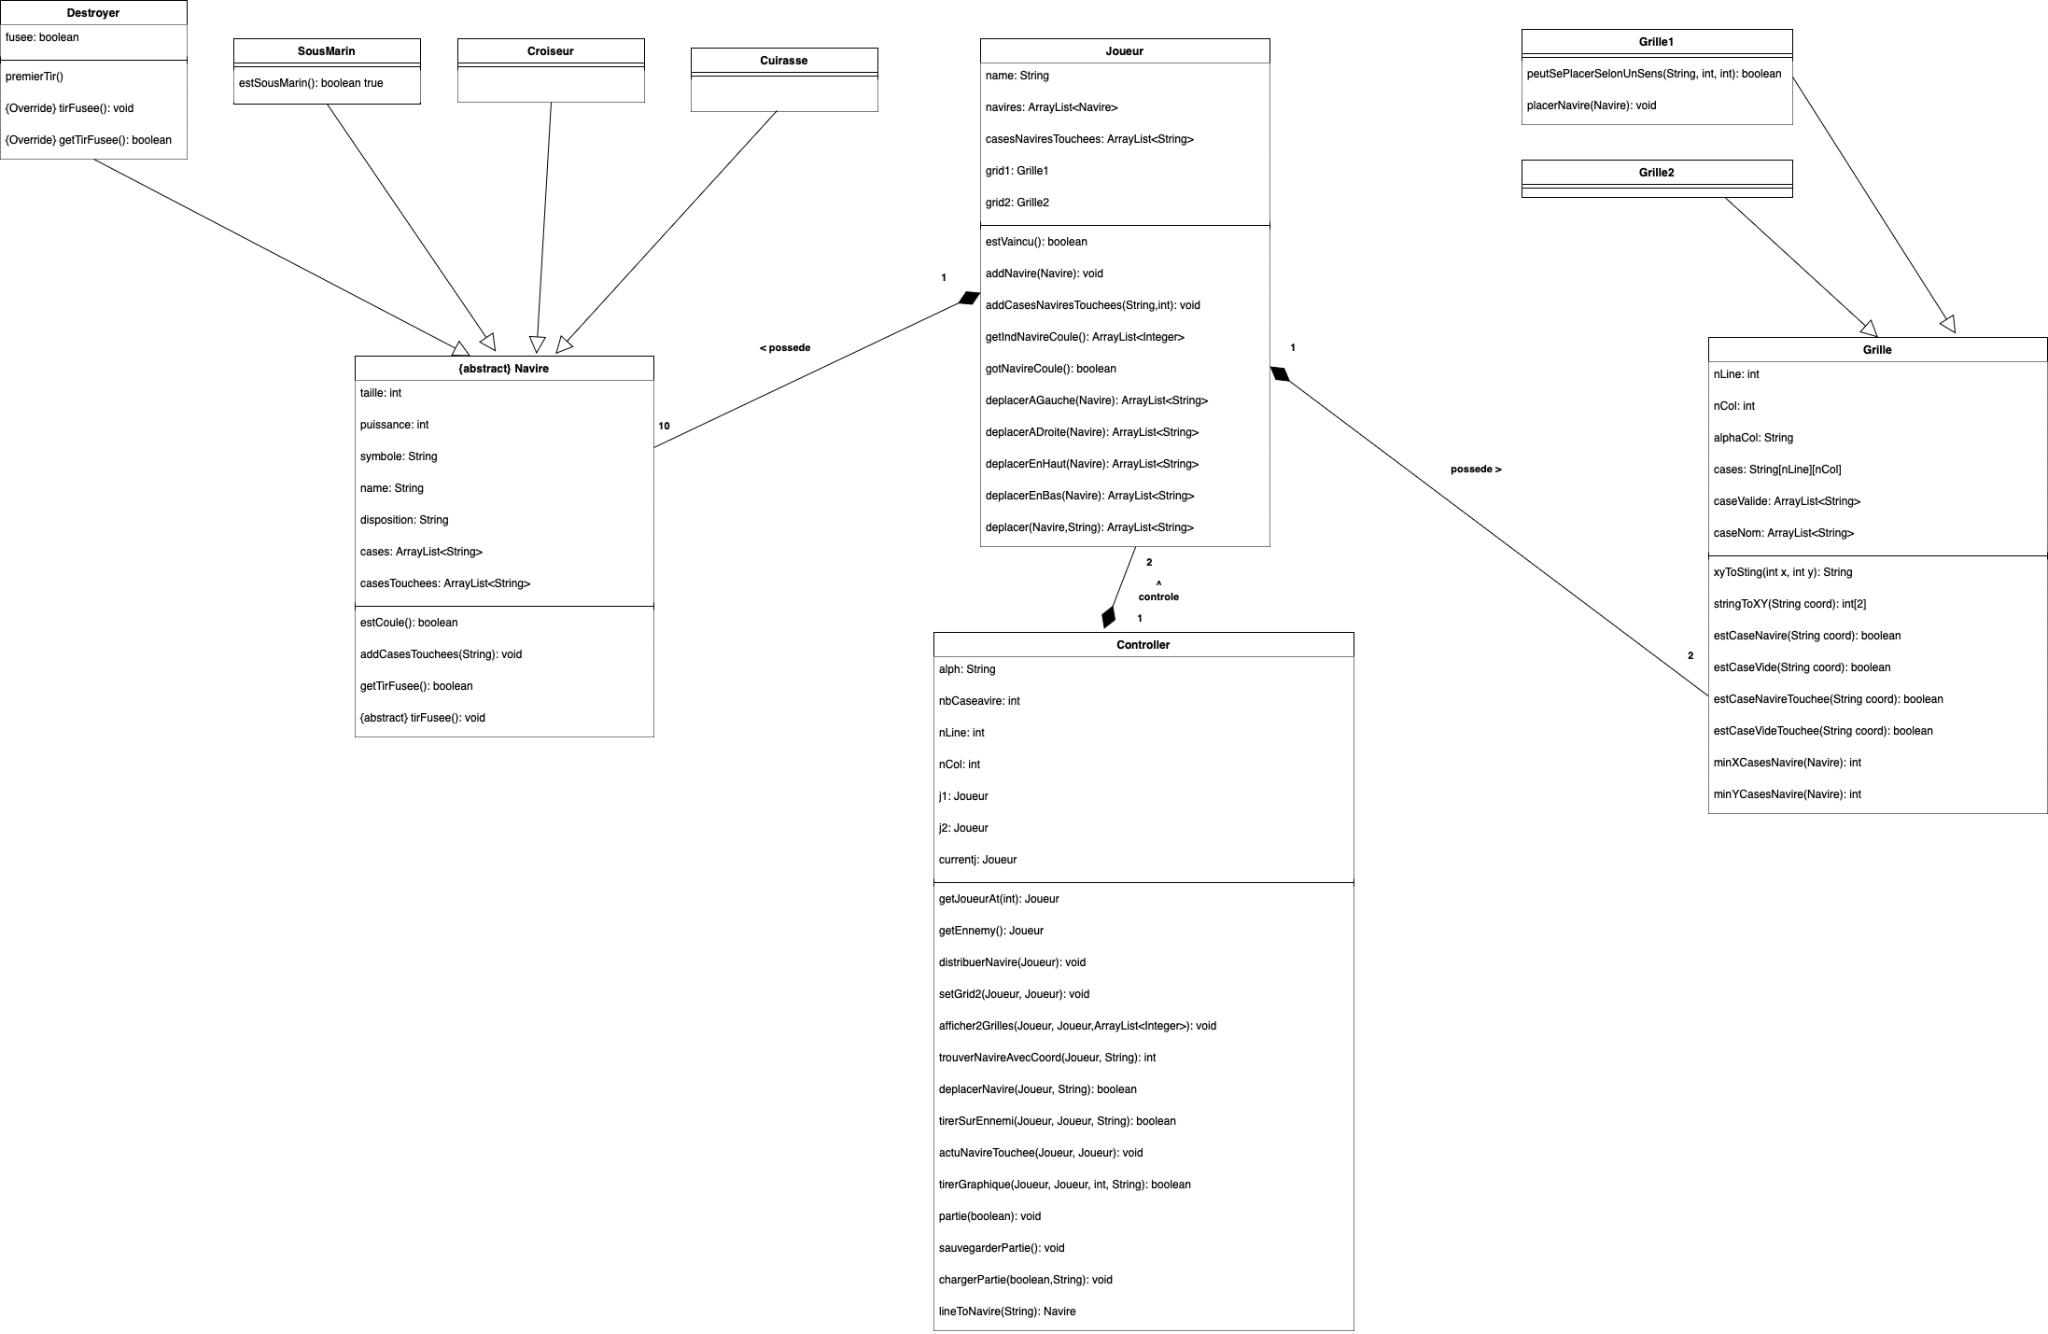 Destroyer
fusee: boolean
premierTir()
{Override} tirFusee(): void
{Override} getTirFusee(): boolean
SousMarin
estSousMarin(): boolean true
Croiseur
Cuirasse
Joueur
name: String
navires: ArrayList<Navire>
casesNaviresTouchees: ArrayList<String>
grid1: Grille1
grid2: Grille2
estVaincu(): boolean
addNavire(Navire): void
addCasesNaviresTouchees(String,int): void
getIndNavireCoule(): ArrayList<Integer>
gotNavireCoule(): boolean
deplacerAGauche(Navire): ArrayList<String>
deplacerADroite(Navire): ArrayList<String>
deplacerEnHaut(Navire): ArrayList<String>
deplacerEnBas(Navire): ArrayList<String>
deplacer(Navire,String): ArrayList<String>
Grille1
peutSePlacerSelonUnSens(String, int, int): boolean
placerNavire(Navire): void
Grille2
1
< possede
10
1
possede >
2
{abstract} Navire
taille: int
puissance: int
symbole: String
name: String
disposition: String
cases: ArrayList<String>
casesTouchees: ArrayList<String>
estCoule(): boolean
addCasesTouchees(String): void
getTirFusee(): boolean
{abstract} tirFusee(): void
Grille
nLine: int
nCol: int
alphaCol: String
cases: String[nLine][nCol]
caseValide: ArrayList<String>
caseNom: ArrayList<String>
xyToSting(int x, int y): String
stringToXY(String coord): int[2]
estCaseNavire(String coord): boolean
estCaseVide(String coord): boolean
estCaseNavireTouchee(String coord): boolean
estCaseVideTouchee(String coord): boolean
minXCasesNavire(Navire): int
minYCasesNavire(Navire): int
2
^
controle
1
Controller
alph: String
nbCaseavire: int
nLine: int
nCol: int
j1: Joueur
j2: Joueur
currentj: Joueur
getJoueurAt(int): Joueur
getEnnemy(): Joueur
distribuerNavire(Joueur): void
setGrid2(Joueur, Joueur): void
afficher2Grilles(Joueur, Joueur,ArrayList<Integer>): void
trouverNavireAvecCoord(Joueur, String): int
deplacerNavire(Joueur, String): boolean
tirerSurEnnemi(Joueur, Joueur, String): boolean
actuNavireTouchee(Joueur, Joueur): void
tirerGraphique(Joueur, Joueur, int, String): boolean
partie(boolean): void
sauvegarderPartie(): void
chargerPartie(boolean,String): void
lineToNavire(String): Navire